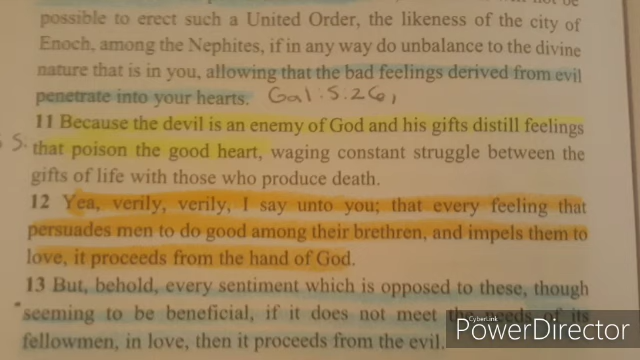 possible to erect such a United Order, the likeness of the city of
Enoch, among the Nephites, if in any way do unbalance to the divine
nature that is in you, allowing that the bad feelings derived from evil
penetrate into your hearts. Gal: 5:26,
11 Because the devil is an enemy of God and his gifts distill feelings
5. that poison the good heart, waging constant struggle between the
gifts of life with those who produce death.
12 Yea, verily, verily, I say unto you; that every feeling that
persuades men to do good among their brethren, and impels them to
love, it proceeds from the hand of God.
13 But, behold, every sentiment which is opposed to these, though
seeming to be beneficial, if it does not meet the needs of its
fellowmen, in love, then it proceeds from the evil.
CyberLink
PowerDirector